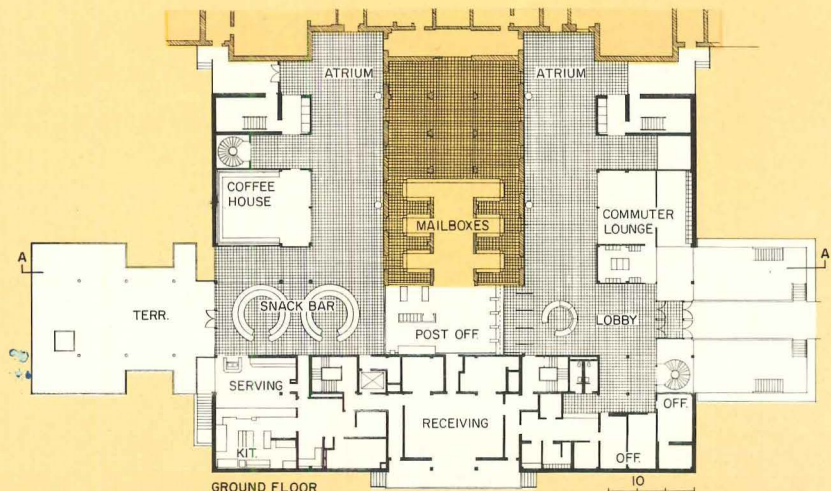 ATRIUM
ATRIUM
COFFEE
HOUSE
MAILBOXES
COMMUTER
LOUNGE
A
A
TERR.
SNACK BAR
POST OFF.
LOBBY
SERVING
RECEIVING
OFF.
KIT.
OFF.
GROUND FLOOR
10